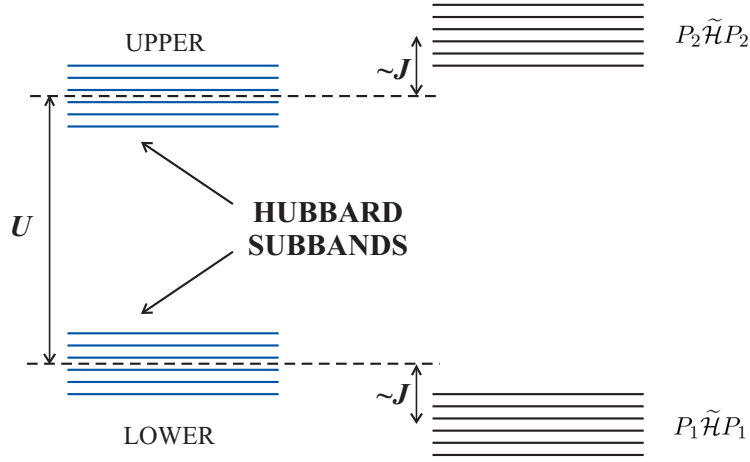 UPPER
~J
P₂H̃P₂
U
HUBBARD
SUBBANDS
~J
LOWER
P₁H̃P₁